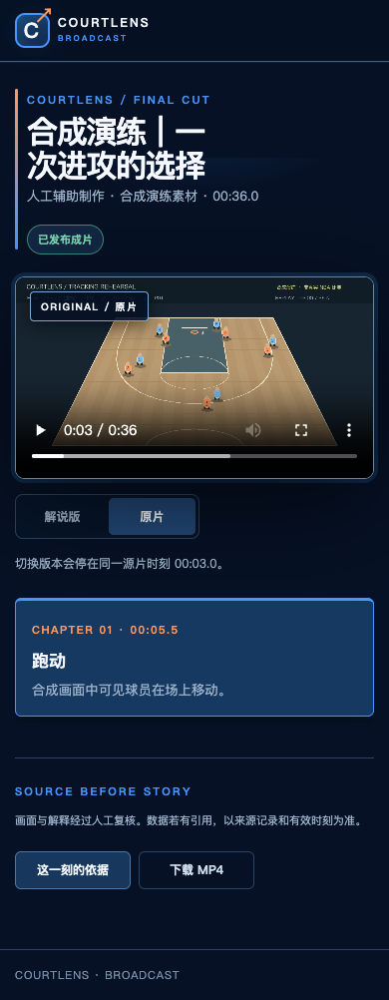 C
COURTLENS
BROADCAST
COURTLENS / FINAL CUT
合成演练｜一
次进攻的选择
人工辅助制作 · 合成演练素材 · 00:36.0
已发布成片
COURTLENS / TRACKING REHEARSAL
ORIGINAL / 原片
0:03 / 0:36
解说版
原片
切换版本会停在同一源片时刻 00:03.0。
CHAPTER 01 · 00:05.5
跑动
合成画面中可见球员在场上移动。
SOURCE BEFORE STORY
画面与解释经过人工复核。数据若有引用，以来源记录和有效时刻为准。
这一刻的依据
下载 MP4
COURTLENS · BROADCAST